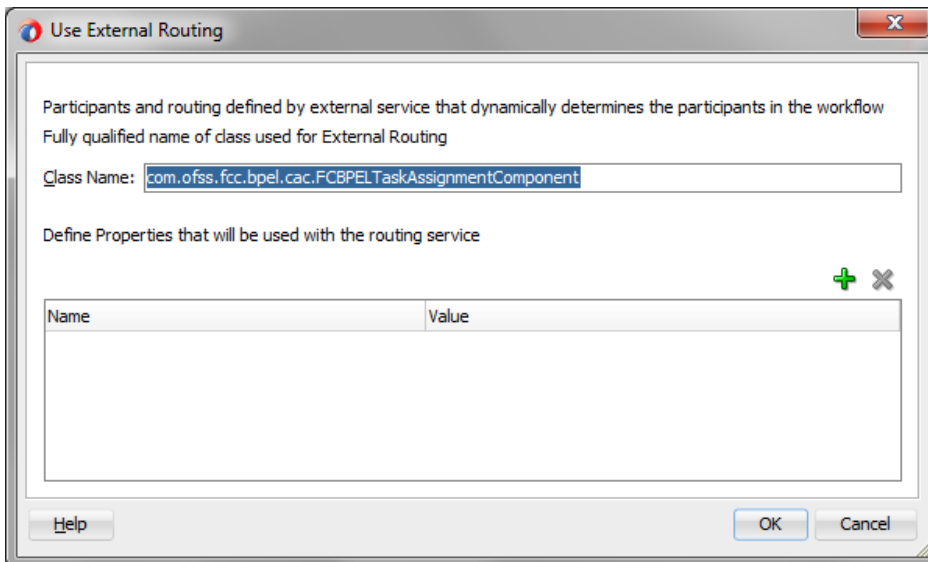 Use External Routing
Participants and routing defined by external service that dynamically determines the participants in the workflow
Fully qualified name of class used for External Routing
Class Name: com.ofss.fcc.bpel.cac.FCBPELTaskAssignmentComponent
Define Properties that will be used with the routing service
Name Value
Help OK Cancel